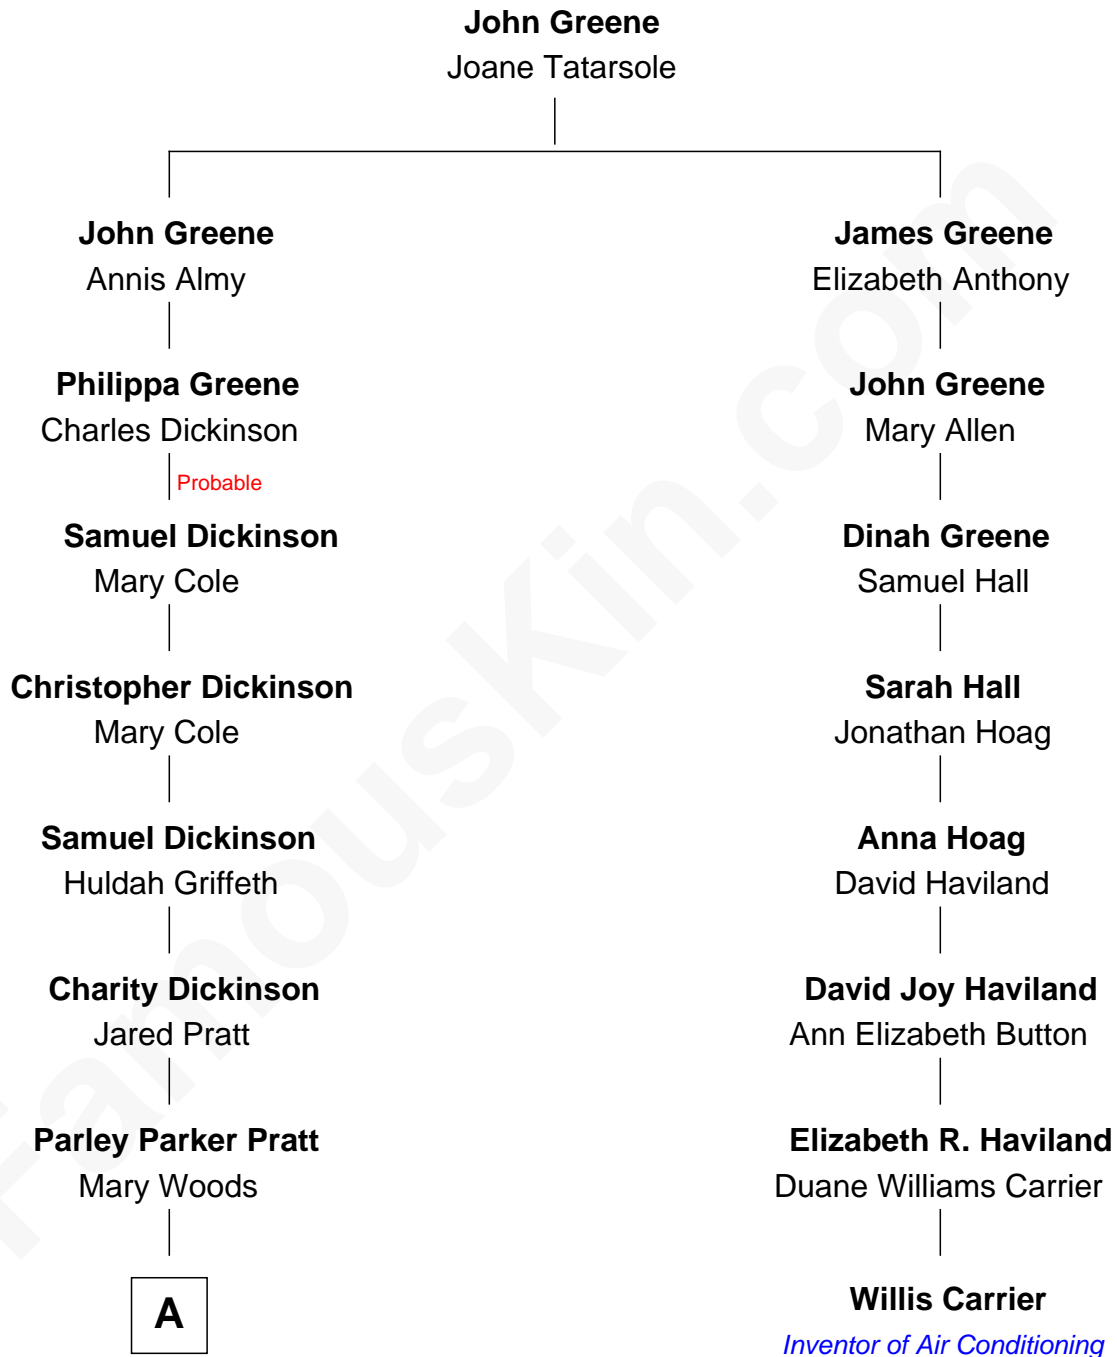 John Greene
Joane Tatarsole
John Greene
Annis Almy
James Greene
Elizabeth Anthony
Philippa Greene
Charles Dickinson
John Greene
Mary Allen
Probable
Samuel Dickinson
Mary Cole
Dinah Greene
Samuel Hall
Christopher Dickinson
Mary Cole
Sarah Hall
Jonathan Hoag
Samuel Dickinson
Huldah Griffeth
Anna Hoag
David Haviland
Charity Dickinson
Jared Pratt
David Joy Haviland
Ann Elizabeth Button
Parley Parker Pratt
Mary Woods
Elizabeth R. Haviland
Duane Williams Carrier
A
Willis Carrier
Inventor of Air Conditioning
FamousKin.com